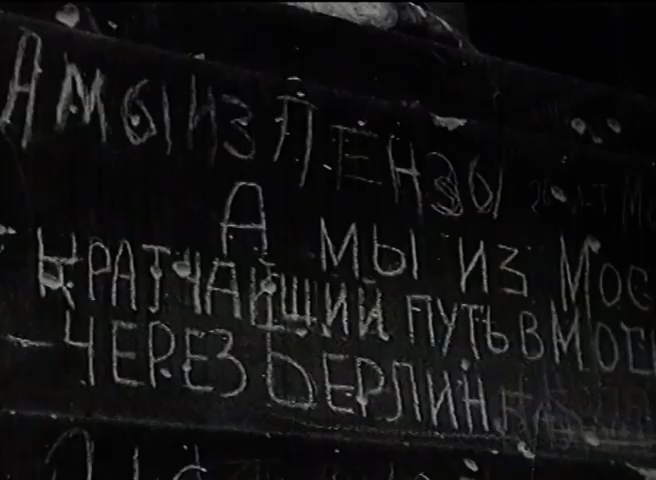 А МЫ ИЗ ПЕНЗЫ
А МЫ ИЗ МОС
КРАТЧАЙШИЙ ПУТЬ В МОС
–ЧЕРЕЗ БЕРЛИН